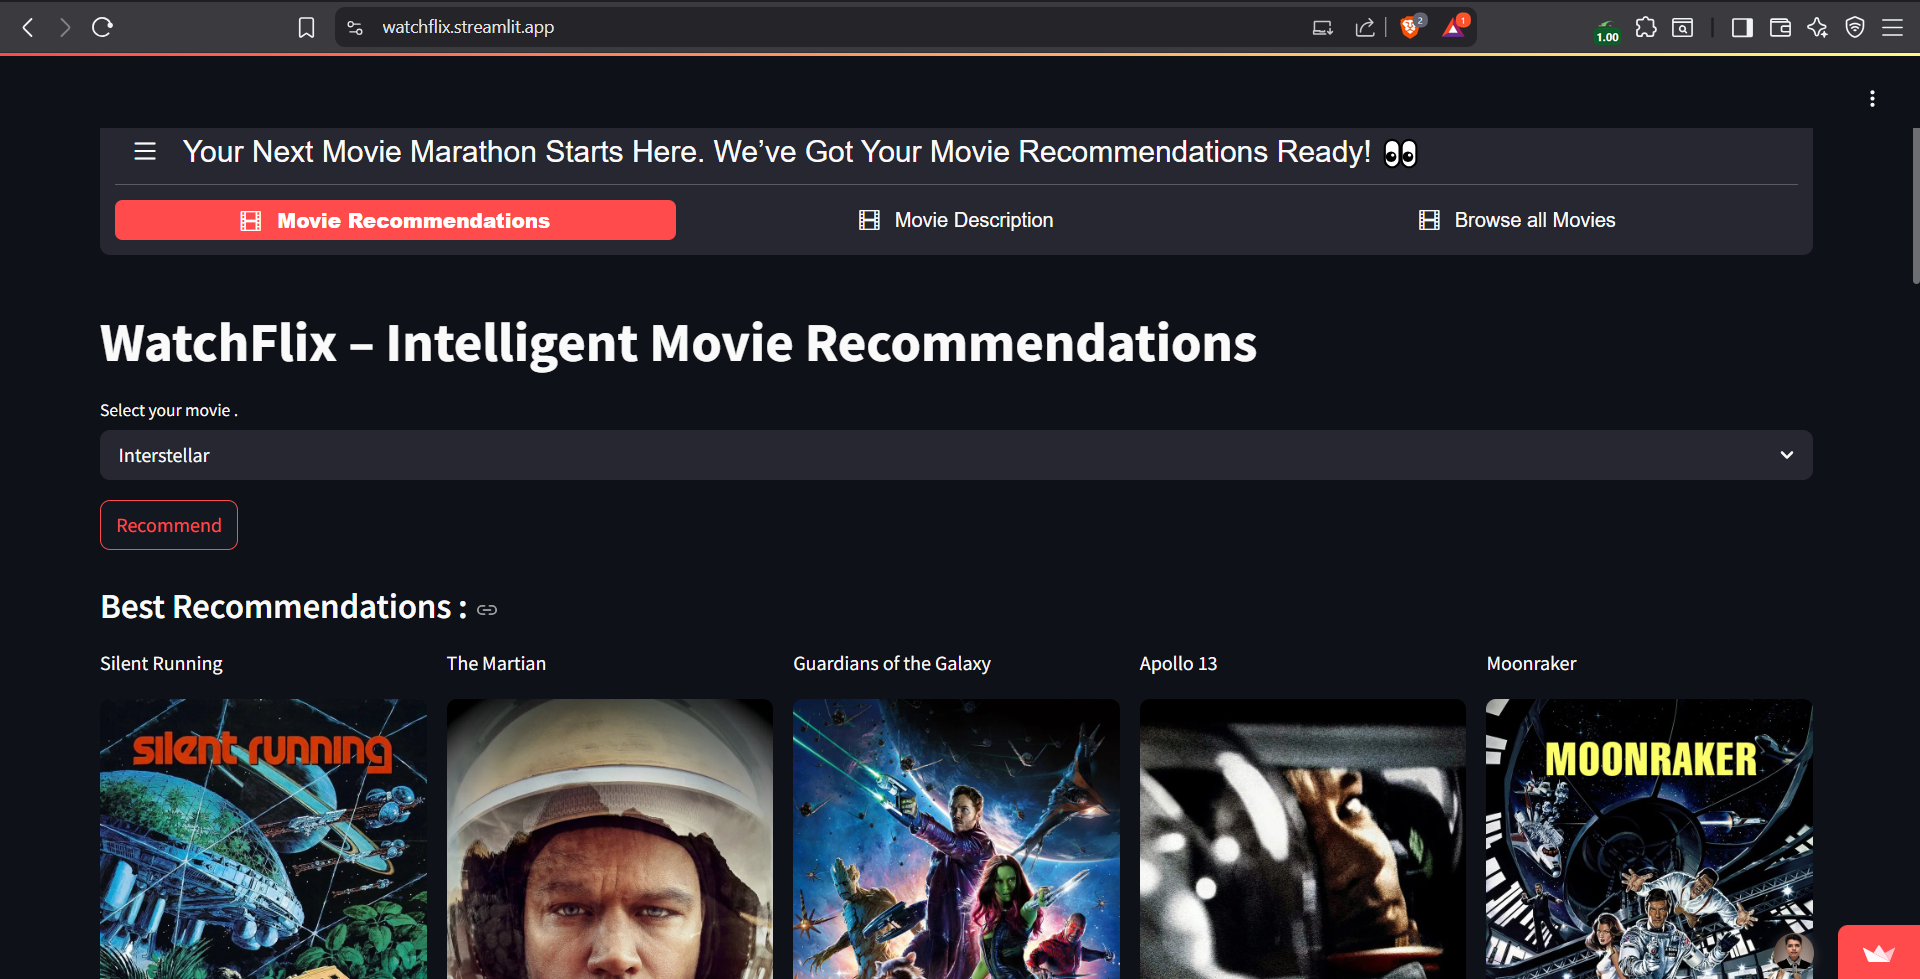 watchflix.streamlit.app
2
1
1.00
Your Next Movie Marathon Starts Here. We’ve Got Your Movie Recommendations Ready! 👀
Movie Recommendations
Movie Description
Browse all Movies
WatchFlix – Intelligent Movie Recommendations
Select your movie .
Interstellar
Recommend
Best Recommendations :
Silent Running
The Martian
Guardians of the Galaxy
Apollo 13
Moonraker
silent running
MOONRAKER